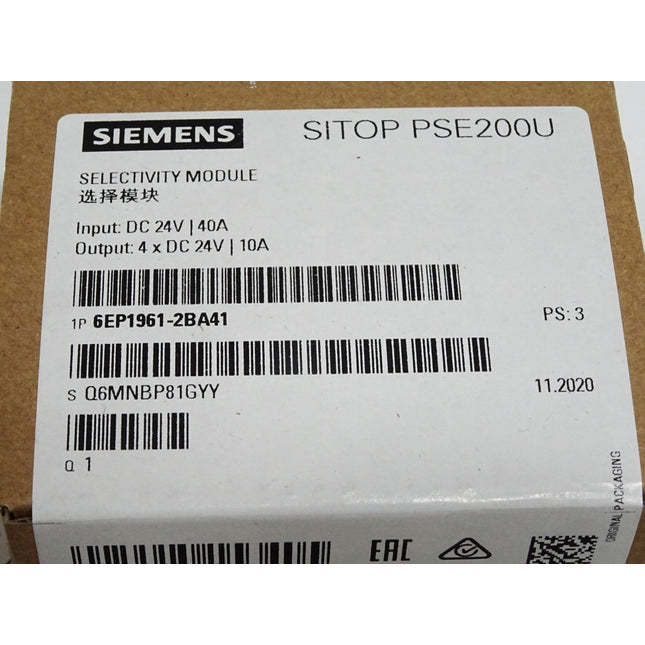 SIEMENS
SITOP PSE200U
SELECTIVITY MODULE
选择模块
Input: DC 24V | 40A
Output: 4 x DC 24V | 10A
1P 6EP1961-2BA41
PS: 3
S Q6MNBP81GYY
11.2020
Q 1
ORIGINAL PACKAGING
EAC